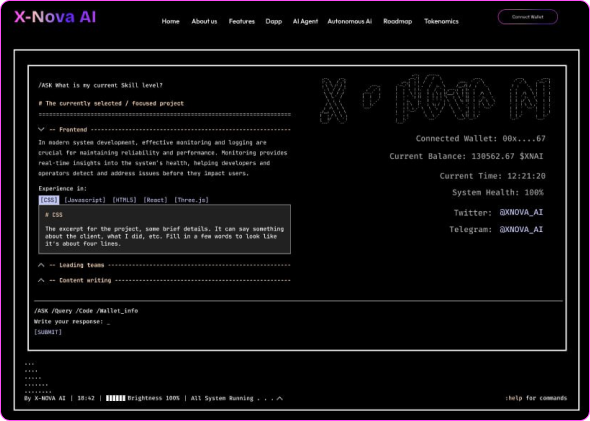 X-Nova AI
Home About us Features Dapp AI Agent Autonomous Ai Roadmap Tokenomics
Connect Wallet
/ASK What is my current Skill level?
# The currently selected / focused project
-- Frontend
In modern system development, effective monitoring and logging are
crucial for maintaining reliability and performance. Monitoring provides
real-time insights into the system's health, helping developers and
operators detect and address issues before they impact users.
Experience in:
[CSS] [Javascript] [HTML5] [React] [Three.js]
# CSS
The excerpt for the project, some brief details. It can say something
about the client, what I did, etc. Fill in a few words to look like
it's about four lines.
-- Leading teams
-- Content writing
X - NOVA AI
Connected Wallet: 00x....67
Current Balance: 130562.67 $XNAI
Current Time: 12:21:20
System Health: 100%
Twitter: @XNOVA_AI
Telegram: @XNOVA_AI
/ASK /Query /Code /Wallet_info
Write your response: _
[SUBMIT]
...
....
.....
.......
........
By X-NOVA AI | 18:42 | Brightness 100% | All System Running . . .
:help for commands